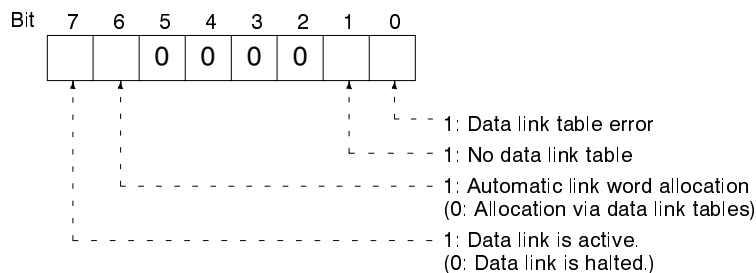 Bit 7 6 5 4 3 2 1 0
0 0 0 0
1: Data link table error
1: No data link table
1: Automatic link word allocation
(0: Allocation via data link tables)
1: Data link is active.
(0: Data link is halted.)